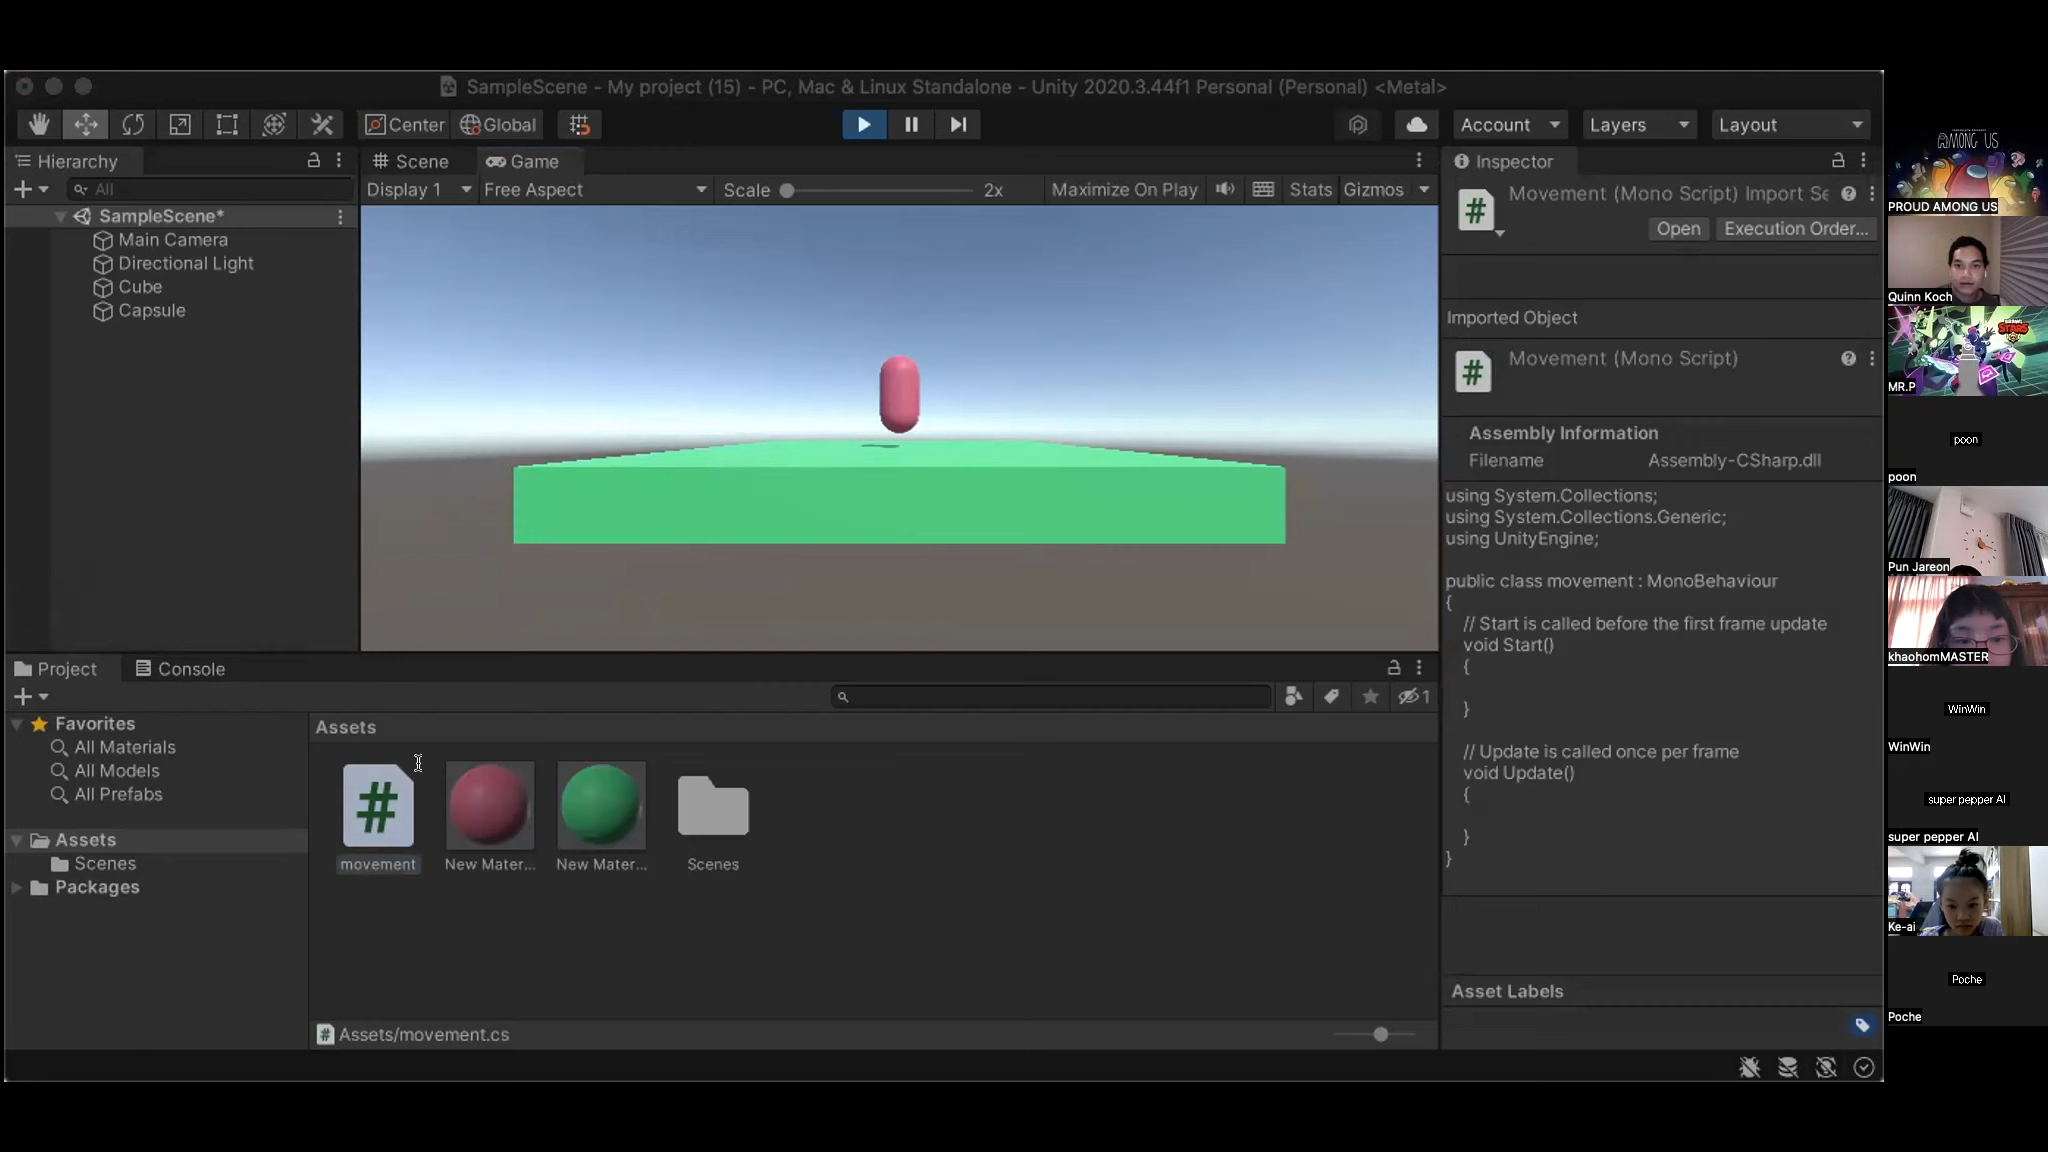 SampleScene - My project (15) - PC, Mac & Linux Standalone - Unity 2020.3.44f1 Personal (Personal) <Metal>
Center Global Account Layers Layout
Hierarchy
All
SampleScene*
Main Camera
Directional Light
Cube
Capsule
Scene Game
Display 1 Free Aspect Scale 2x Maximize On Play Stats Gizmos
Inspector
Movement (Mono Script) Import Se
Open Execution Order...
Imported Object
Movement (Mono Script)
Assembly Information
Filename Assembly-CSharp.dll
using System.Collections;
using System.Collections.Generic;
using UnityEngine;
public class movement : MonoBehaviour
{
// Start is called before the first frame update
void Start()
{
}
// Update is called once per frame
void Update()
{
}
}
Asset Labels
Project Console
1
Favorites
All Materials
All Models
All Prefabs
Assets
Scenes
Packages
Assets
# movement
New Mater...
New Mater...
Scenes
Assets/movement.cs
AMONG US
PROUD AMONG US
Quinn Koch
BRAWL STARS
MR.P
poon
poon
Pun Jareon
khaohomMASTER
WinWin
WinWin
super pepper AI
super pepper AI
Ke-ai
Poche
Poche